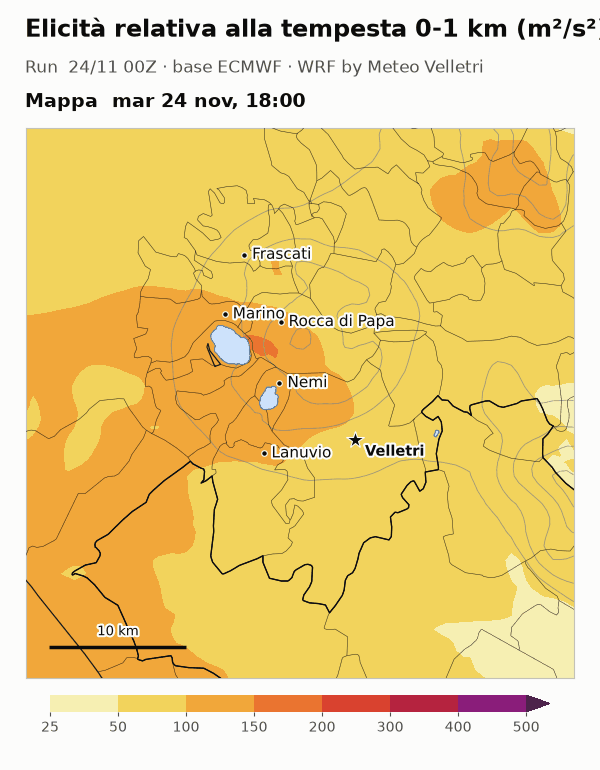 Elicità relativa alla tempesta 0-1 km (m²/s²)
Run 24/11 00Z · base ECMWF · WRF by Meteo Velletri
Mappa mar 24 nov, 18:00
Frascati
Marino
Rocca di Papa
Nemi
Velletri
Lanuvio
10 km
25 50 100 150 200 300 400 500